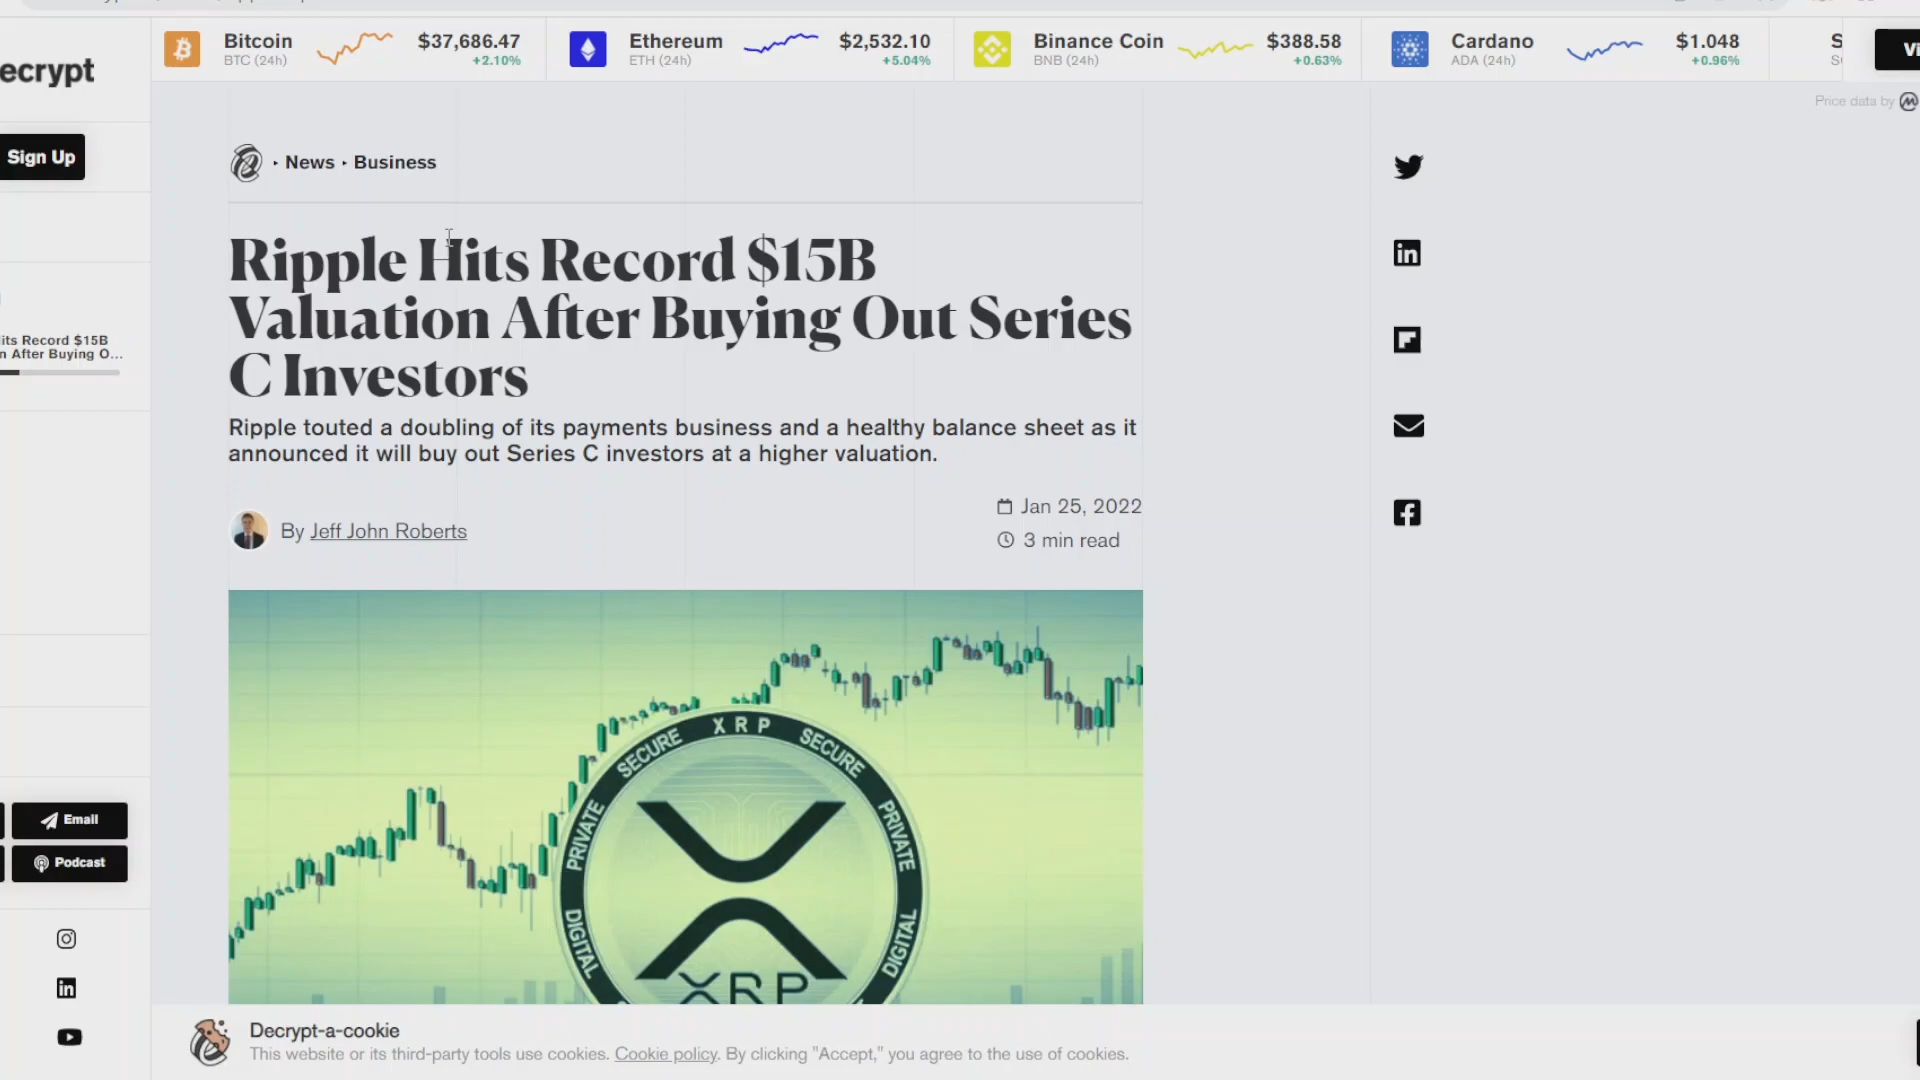 Bitcoin
BTC (24h)
$37,686.47
+2.10%
Ethereum
ETH (24h)
$2,532.10
+5.04%
Binance Coin
BNB (24h)
$388.58
+0.63%
Cardano
ADA (24h)
$1.048
+0.96%
S
Vi
ecrypt
Price data by
Sign Up
News
Business
Ripple Hits Record $15B
Valuation After Buying Out Series
C Investors
its Record $15B
n After Buying O...
Ripple touted a doubling of its payments business and a healthy balance sheet as it
announced it will buy out Series C investors at a higher valuation.
By Jeff John Roberts
Jan 25, 2022
3 min read
XRP SECURE PRIVATE DIGITAL
SECURE PRIVATE DIGITAL
XRP
Email
Podcast
Decrypt-a-cookie
This website or its third-party tools use cookies. Cookie policy. By clicking "Accept," you agree to the use of cookies.